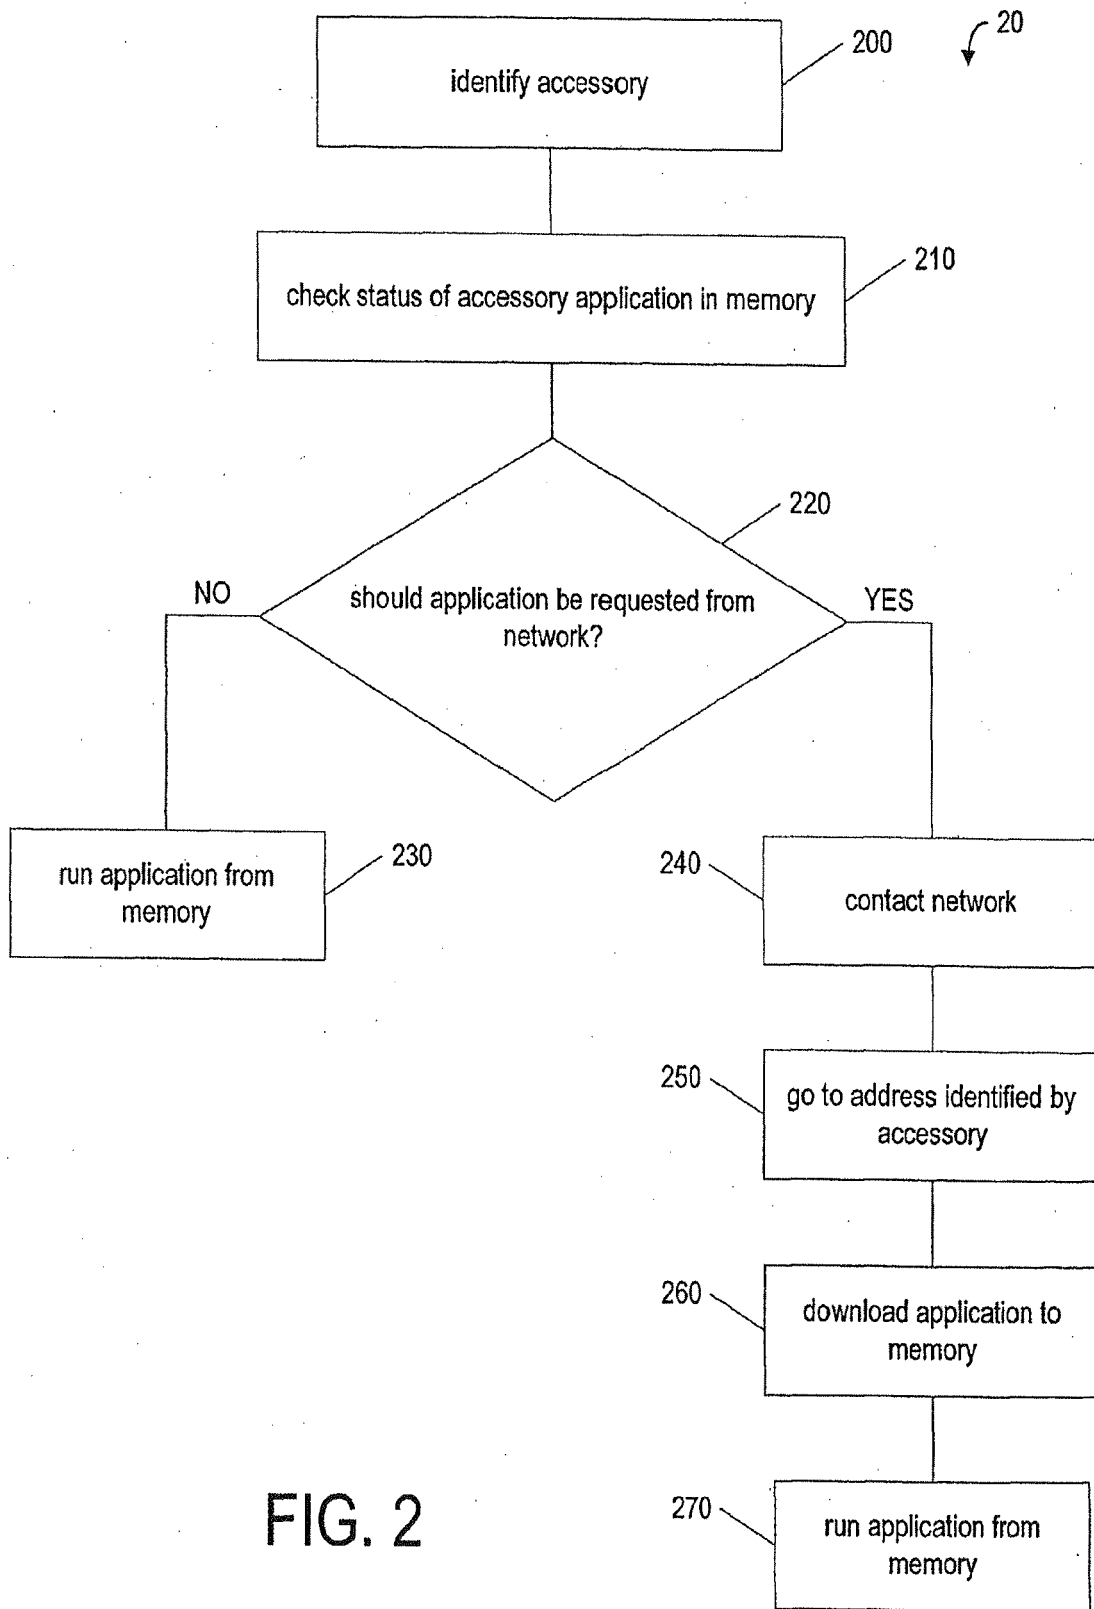 20
200
identify accessory
210
check status of accessory application in memory
220
NO
should application be requested from
network?
YES
run application from
memory
230
240
contact network
250
go to address identified by
accessory
260
download application to
memory
270
run application from
memory
FIG. 2